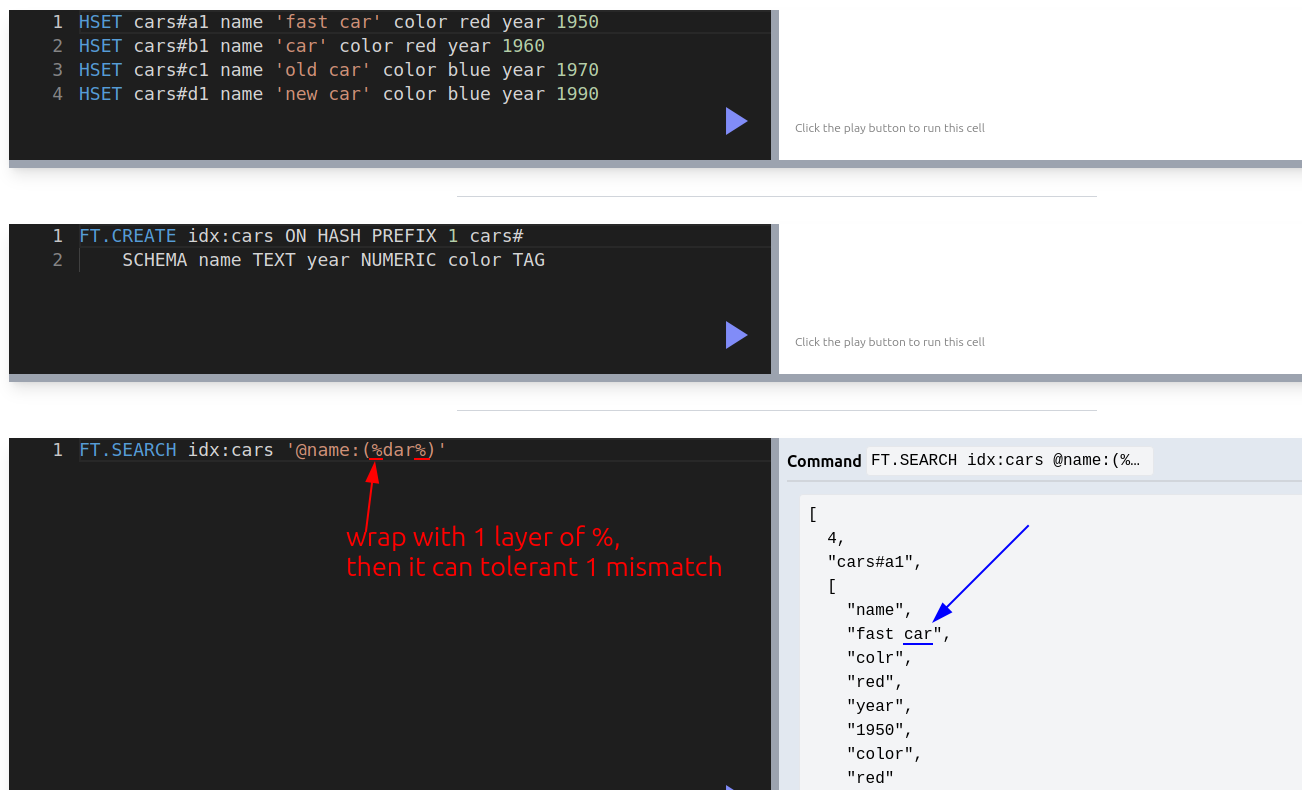 1 HSET cars#a1 name 'fast car' color red year 1950
2 HSET cars#b1 name 'car' color red year 1960
3 HSET cars#c1 name 'old car' color blue year 1970
4 HSET cars#d1 name 'new car' color blue year 1990
Click the play button to run this cell
1 FT.CREATE idx:cars ON HASH PREFIX 1 cars#
2 SCHEMA name TEXT year NUMERIC color TAG
Click the play button to run this cell
1 FT.SEARCH idx:cars '@name:(%dar%)'
wrap with 1 layer of %,
then it can tolerant 1 mismatch
Command FT.SEARCH idx:cars @name:(%…
[
4,
"cars#a1",
[
"name",
"fast car",
"colr",
"red",
"year",
"1950",
"color",
"red"